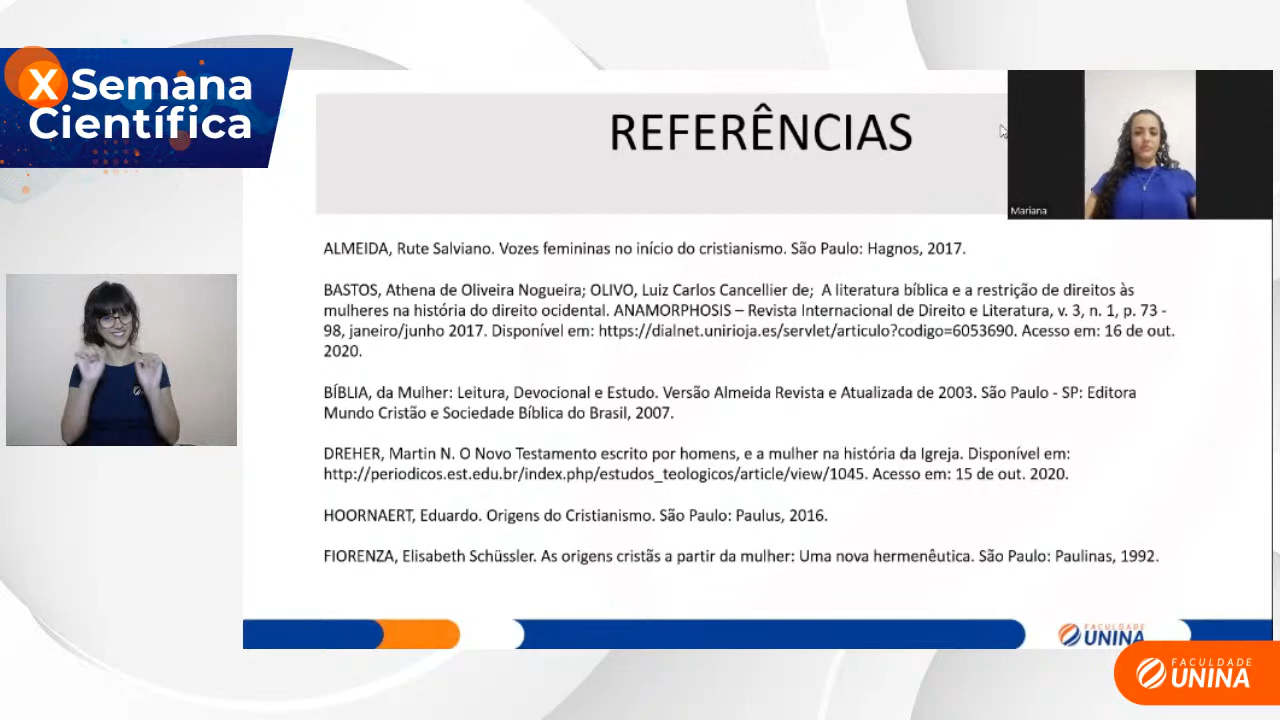 X Semana
Científica
REFERÊNCIAS
Mariana
ALMEIDA, Rute Salviano. Vozes femininas no início do cristianismo. São Paulo: Hagnos, 2017.
BASTOS, Athena de Oliveira Nogueira; OLIVO, Luiz Carlos Cancellier de; A literatura bíblica e a restrição de direitos às
mulheres na história do direito ocidental. ANAMORPHOSIS – Revista Internacional de Direito e Literatura, v. 3, n. 1, p. 73 -
98, janeiro/junho 2017. Disponível em: https://dialnet.unirioja.es/servlet/articulo?codigo=6053690. Acesso em: 16 de out.
2020.
BÍBLIA, da Mulher: Leitura, Devocional e Estudo. Versão Almeida Revista e Atualizada de 2003. São Paulo - SP: Editora
Mundo Cristão e Sociedade Bíblica do Brasil, 2007.
DREHER, Martin N. O Novo Testamento escrito por homens, e a mulher na história da Igreja. Disponível em:
http://periodicos.est.edu.br/index.php/estudos_teologicos/article/view/1045. Acesso em: 15 de out. 2020.
HOORNAERT, Eduardo. Origens do Cristianismo. São Paulo: Paulus, 2016.
FIORENZA, Elisabeth Schüssler. As origens cristãs a partir da mulher: Uma nova hermenêutica. São Paulo: Paulinas, 1992.
FACULDADE
UNINA
FACULDADE
UNINA